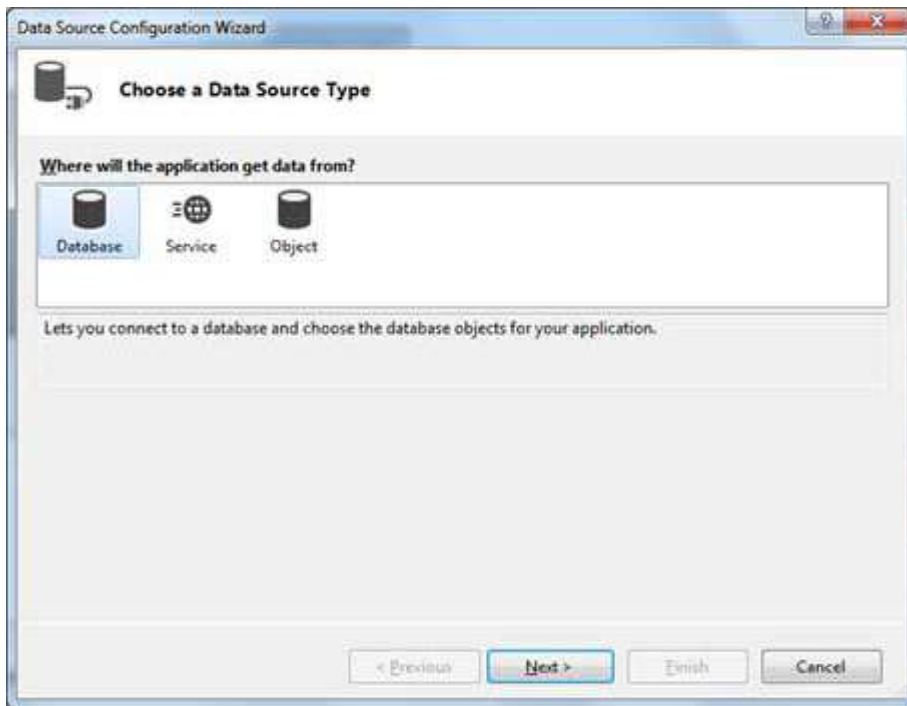 Data Source Configuration Wizard
Choose a Data Source Type
Where will the application get data from?
Database Service Object
Lets you connect to a database and choose the database objects for your application.
< Previous Next > Finish Cancel